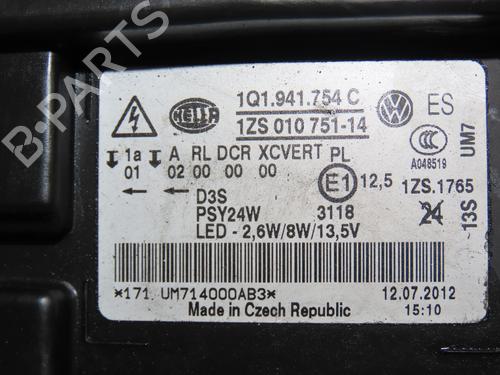 HELLA
1Q1.941.754 C
1ZS 010 751-14
ES
UM7
A048519
1a A RL DCR XCVERT PL
01 02 00 00 00
E1 12,5
1ZS.1765
D3S
PSY24W 3118
24
13S
LED - 2,6W/8W/13,5V
*171 UM714000AB3*
12.07.2012
Made in Czech Republic
15:10
B-PARTS